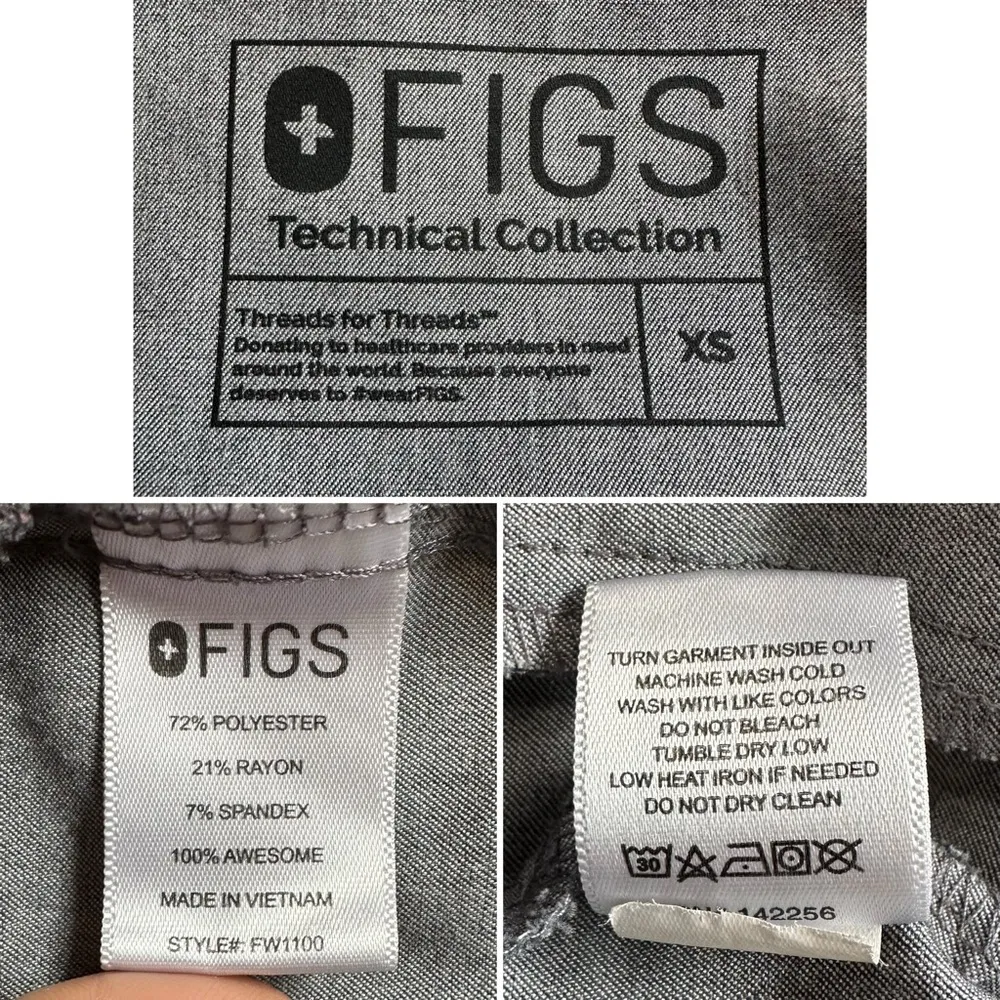 FIGS
Technical Collection
Threads for Threads℠
Donating to healthcare providers in need
around the world. Because everyone
deserves to #wearFIGS.
XS
FIGS
72% POLYESTER
21% RAYON
7% SPANDEX
100% AWESOME
MADE IN VIETNAM
STYLE#: FW1100
TURN GARMENT INSIDE OUT
MACHINE WASH COLD
WASH WITH LIKE COLORS
DO NOT BLEACH
TUMBLE DRY LOW
LOW HEAT IRON IF NEEDED
DO NOT DRY CLEAN
30
142256